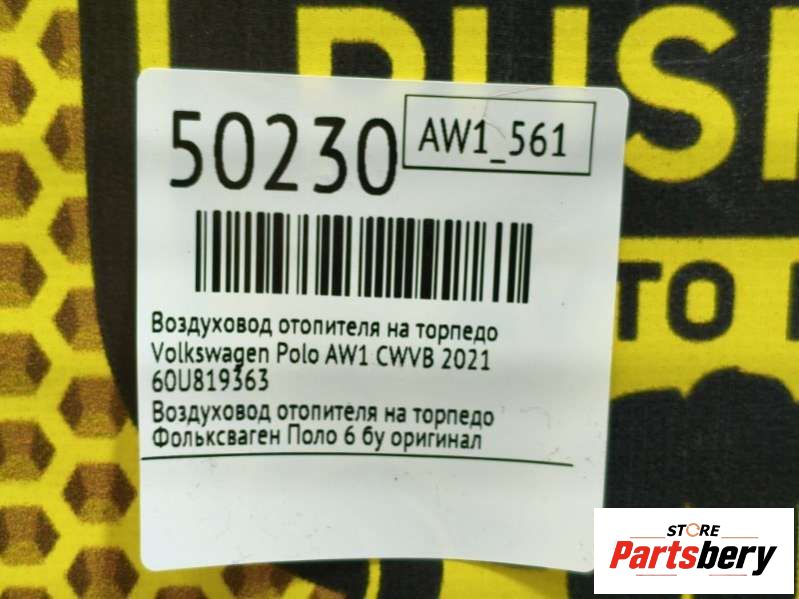 50230
AW1_561
Воздуховод отопителя на торпедо
Volkswagen Polo AW1 CWVB 2021
60U819363
Воздуховод отопителя на торпедо
Фольксваген Поло 6 бу оригинал
STORE
Partsbery